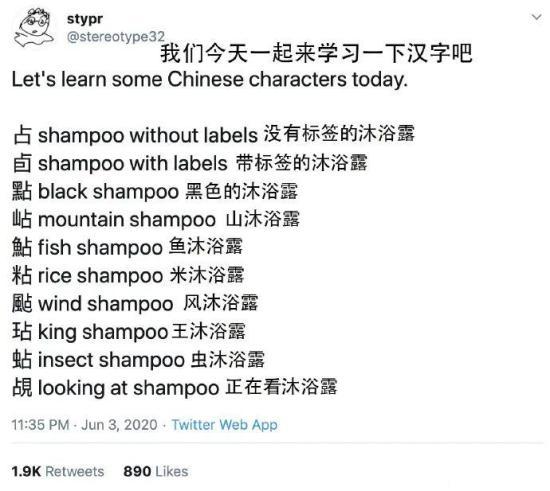 stypr
@stereotype32
我们今天一起来学习一下汉字吧
Let's learn some Chinese characters today.
占 shampoo without labels 没有标签的沐浴露
卣 shampoo with labels 带标签的沐浴露
點 black shampoo 黑色的沐浴露
岾 mountain shampoo 山沐浴露
鮎 fish shampoo 鱼沐浴露
粘 rice shampoo 米沐浴露
颭 wind shampoo 风沐浴露
玷 king shampoo 王沐浴露
蛅 insect shampoo 虫沐浴露
覘 looking at shampoo 正在看沐浴露
11:35 PM · Jun 3, 2020 · Twitter Web App
1.9K Retweets 890 Likes